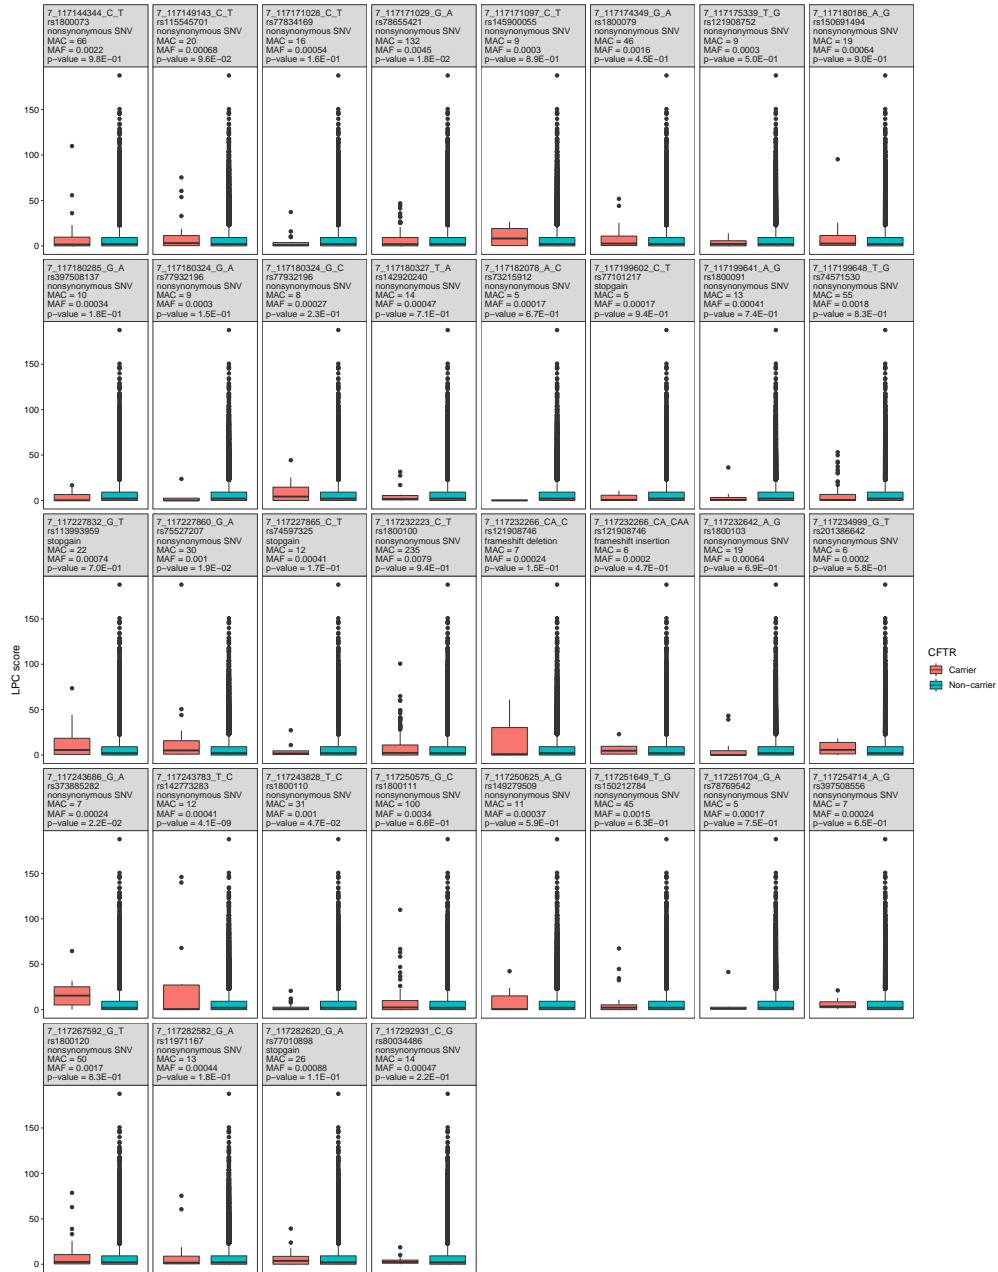 7_117144344_C_T
rs1800073
nonsynonymous SNV
MAC = 66
MAF = 0.0022
p−value = 9.8E−01
7_117149143_C_T
rs115545701
nonsynonymous SNV
MAC = 20
MAF = 0.00068
p−value = 9.6E−02
7_117171028_C_T
rs77834169
nonsynonymous SNV
MAC = 16
MAF = 0.00054
p−value = 1.6E−01
7_117171029_G_A
rs78655421
nonsynonymous SNV
MAC = 132
MAF = 0.0045
p−value = 1.8E−02
7_117171097_C_T
rs145900055
nonsynonymous SNV
MAC = 9
MAF = 0.0003
p−value = 8.9E−01
7_117174349_G_A
rs1800079
nonsynonymous SNV
MAC = 46
MAF = 0.0016
p−value = 4.5E−01
7_117175339_T_G
rs121908752
nonsynonymous SNV
MAC = 9
MAF = 0.0003
p−value = 5.0E−01
7_117180186_A_G
rs150691494
nonsynonymous SNV
MAC = 19
MAF = 0.00064
p−value = 9.0E−01
150
100
50
0
7_117180285_G_A
rs397508137
nonsynonymous SNV
MAC = 10
MAF = 0.00034
p−value = 1.8E−01
7_117180324_G_A
rs77932196
nonsynonymous SNV
MAC = 9
MAF = 0.0003
p−value = 1.5E−01
7_117180324_G_C
rs77932196
nonsynonymous SNV
MAC = 8
MAF = 0.00027
p−value = 2.3E−01
7_117180327_T_A
rs142920240
nonsynonymous SNV
MAC = 14
MAF = 0.00047
p−value = 7.1E−01
7_117182078_A_C
rs73215912
nonsynonymous SNV
MAC = 5
MAF = 0.00017
p−value = 6.7E−01
7_117199602_C_T
rs77101217
stopgain
MAC = 5
MAF = 0.00017
p−value = 9.4E−01
7_117199641_A_G
rs1800091
nonsynonymous SNV
MAC = 13
MAF = 0.00041
p−value = 7.4E−01
7_117199648_T_G
rs74571530
nonsynonymous SNV
MAC = 55
MAF = 0.0018
p−value = 8.3E−01
150
100
50
0
7_117227832_G_T
rs113993959
stopgain
MAC = 22
MAF = 0.00074
p−value = 7.0E−01
7_117227860_G_A
rs75527207
nonsynonymous SNV
MAC = 30
MAF = 0.001
p−value = 1.9E−02
7_117227865_C_T
rs74597325
stopgain
MAC = 12
MAF = 0.00041
p−value = 1.7E−01
7_117232223_C_T
rs1800100
nonsynonymous SNV
MAC = 235
MAF = 0.0079
p−value = 9.4E−01
7_117232266_CA_C
rs121908746
frameshift deletion
MAC = 7
MAF = 0.00024
p−value = 1.5E−01
7_117232266_CA_CAA
rs121908746
frameshift insertion
MAC = 6
MAF = 0.0002
p−value = 4.7E−01
7_117232642_A_G
rs1800103
nonsynonymous SNV
MAC = 19
MAF = 0.00064
p−value = 6.9E−01
7_117234999_G_T
rs201386642
nonsynonymous SNV
MAC = 6
MAF = 0.0002
p−value = 5.8E−01
150
100
50
0
LPC score
CFTR
Carrier
Non−carrier
7_117243686_G_A
rs373885282
nonsynonymous SNV
MAC = 7
MAF = 0.00024
p−value = 2.2E−02
7_117243783_T_C
rs142773283
nonsynonymous SNV
MAC = 12
MAF = 0.00041
p−value = 4.1E−09
7_117243828_T_C
rs1800110
nonsynonymous SNV
MAC = 31
MAF = 0.001
p−value = 4.7E−02
7_117250575_G_C
rs1800111
nonsynonymous SNV
MAC = 100
MAF = 0.0034
p−value = 6.6E−01
7_117250625_A_G
rs149279509
nonsynonymous SNV
MAC = 11
MAF = 0.00037
p−value = 5.9E−01
7_117251649_T_G
rs150212784
nonsynonymous SNV
MAC = 45
MAF = 0.0015
p−value = 6.3E−01
7_117251704_G_A
rs78769542
nonsynonymous SNV
MAC = 5
MAF = 0.00017
p−value = 7.5E−01
7_117254714_A_G
rs397508556
nonsynonymous SNV
MAC = 7
MAF = 0.00024
p−value = 6.5E−01
150
100
50
0
7_117267592_G_T
rs1800120
nonsynonymous SNV
MAC = 50
MAF = 0.0017
p−value = 8.3E−01
7_117282582_G_A
rs11971167
nonsynonymous SNV
MAC = 13
MAF = 0.00044
p−value = 1.8E−01
7_117282620_G_A
rs77010898
stopgain
MAC = 26
MAF = 0.00088
p−value = 1.1E−01
7_117292931_C_G
rs80034486
nonsynonymous SNV
MAC = 14
MAF = 0.00047
p−value = 2.2E−01
150
100
50
0